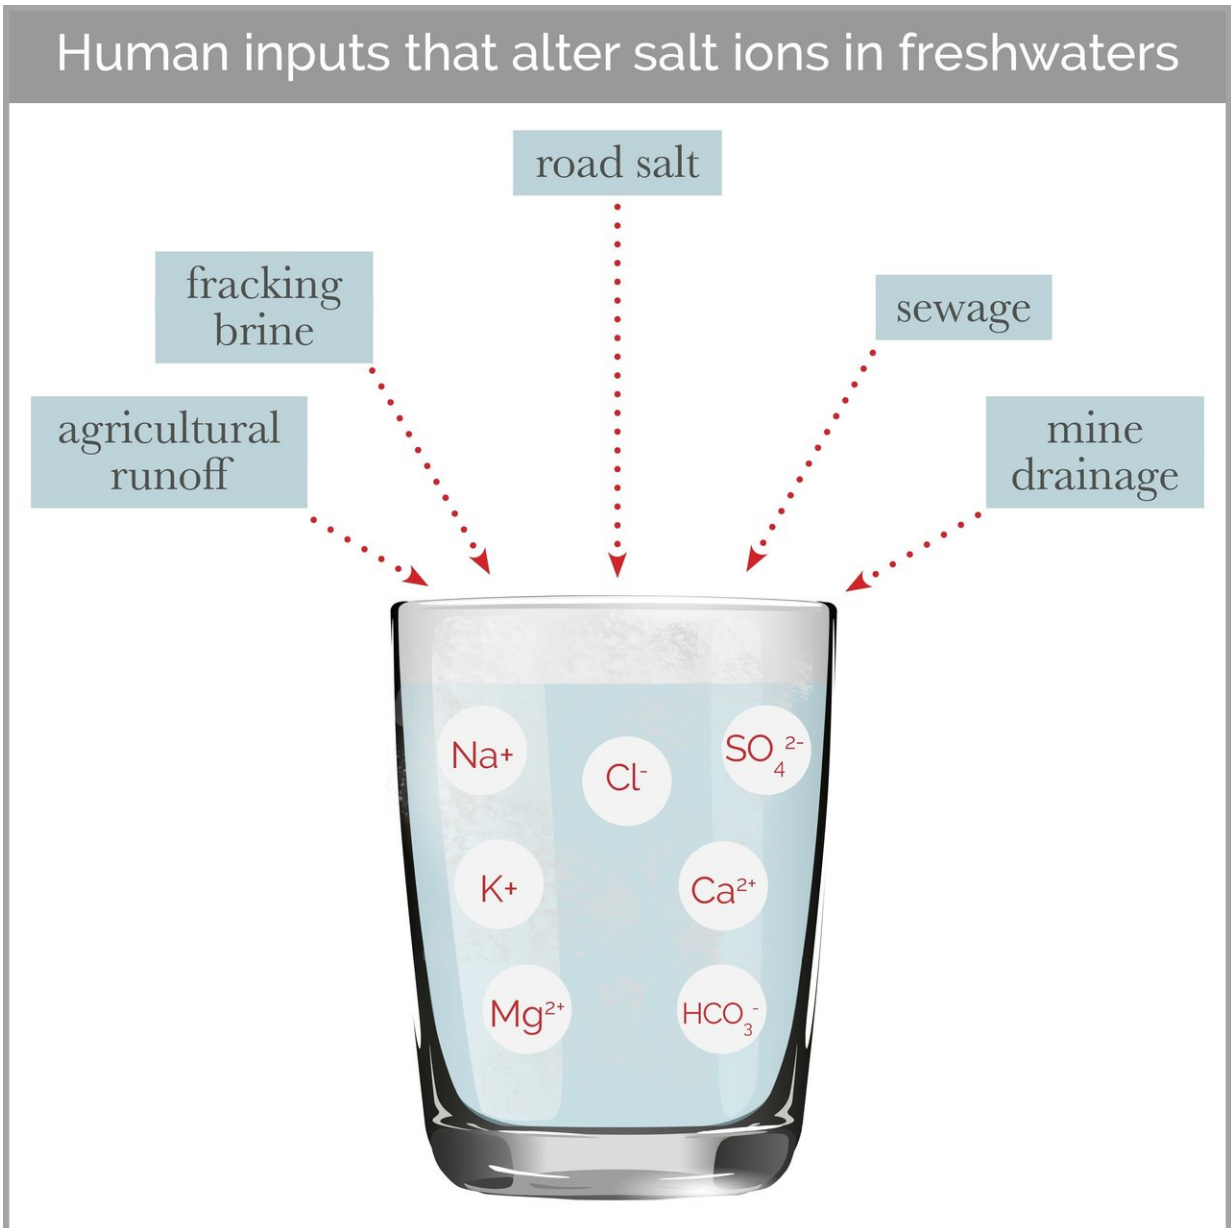 Human inputs that alter salt ions in freshwaters
road salt
fracking
brine
sewage
agricultural
runoff
mine
drainage
Na+
Cl⁻
SO₄²⁻
K+
Ca²⁺
Mg²⁺
HCO₃⁻